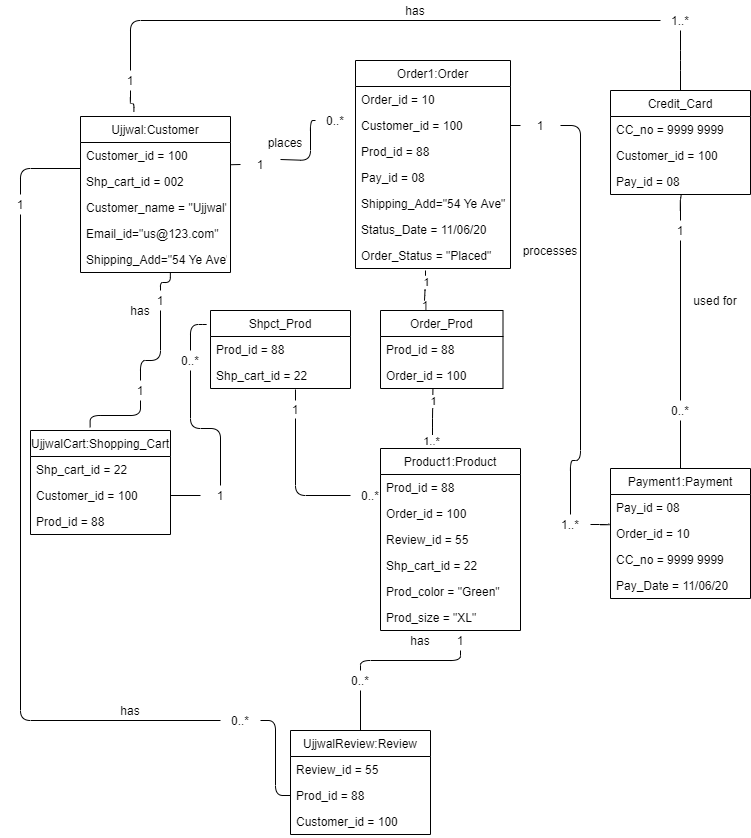 has
1..*
1
Order1:Order
Order_id = 10
Customer_id = 100
Prod_id = 88
Pay_id = 08
Shipping_Add="54 Ye Ave"
Status_Date = 11/06/20
Order_Status = "Placed"
Credit_Card
CC_no = 9999 9999
Customer_id = 100
Pay_id = 08
Ujjwal:Customer
Customer_id = 100
Shp_cart_id = 002
Customer_name = "Ujjwal'
Email_id="us@123.com"
Shipping_Add="54 Ye Ave
places
0..*
1
1
1
processes
1
used for
0..*
has
1
1
1
1
Shpct_Prod
Prod_id = 88
Shp_cart_id = 22
Order_Prod
Prod_id = 88
Order_id = 100
0..*
1
1
1..*
UjjwalCart:Shopping_Cart
Shp_cart_id = 22
Customer_id = 100
Prod_id = 88
1
0..*
Product1:Product
Prod_id = 88
Order_id = 100
Review_id = 55
Shp_cart_id = 22
Prod_color = "Green"
Prod_size = "XL"
1..*
Payment1:Payment
Pay_id = 08
Order_id = 10
CC_no = 9999 9999
Pay_Date = 11/06/20
has
1
0..*
has
0..*
UjjwalReview:Review
Review_id = 55
Prod_id = 88
Customer_id = 100